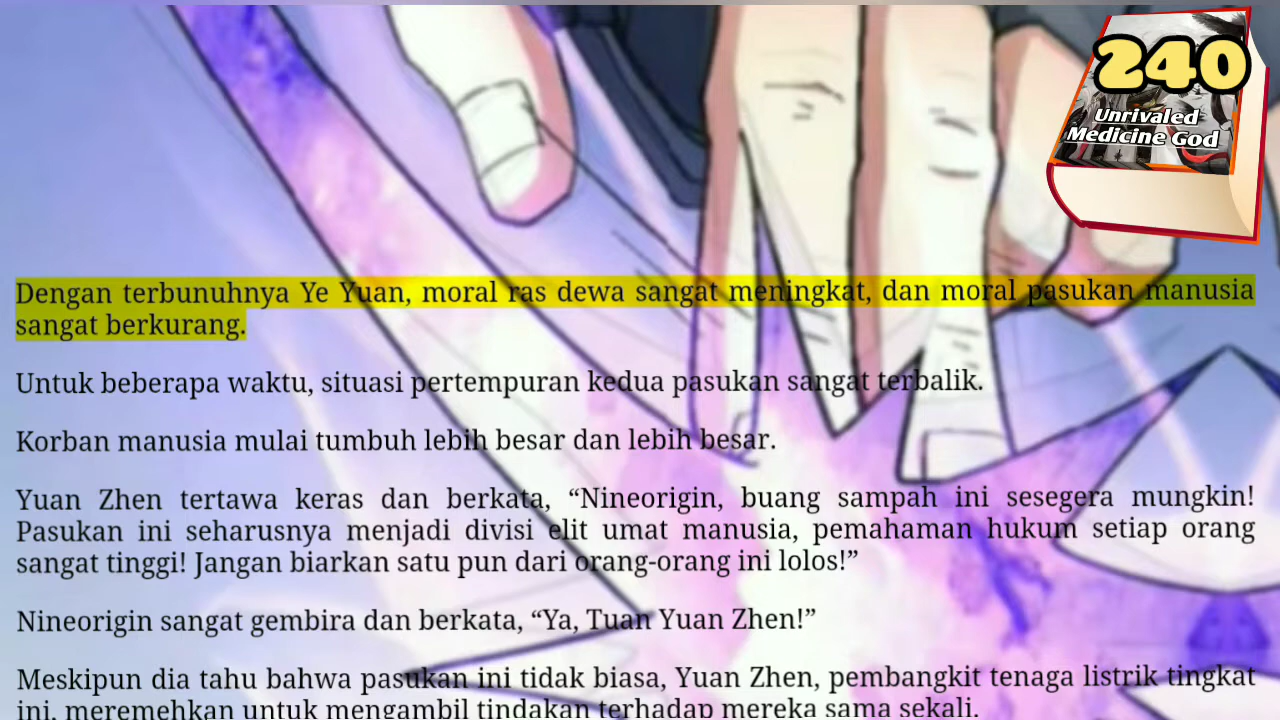 240
Unrivaled
Medicine God
Dengan terbunuhnya Ye Yuan, moral ras dewa sangat meningkat, dan moral pasukan manusia
sangat berkurang.
Untuk beberapa waktu, situasi pertempuran kedua pasukan sangat terbalik.
Korban manusia mulai tumbuh lebih besar dan lebih besar.
Yuan Zhen tertawa keras dan berkata, “Nineorigin, buang sampah ini sesegera mungkin!
Pasukan ini seharusnya menjadi divisi elit umat manusia, pemahaman hukum setiap orang
sangat tinggi! Jangan biarkan satu pun dari orang-orang ini lolos!”
Nineorigin sangat gembira dan berkata, “Ya, Tuan Yuan Zhen!”
Meskipun dia tahu bahwa pasukan ini tidak biasa, Yuan Zhen, pembangkit tenaga listrik tingkat
ini, meremehkan untuk mengambil tindakan terhadap mereka sama sekali.